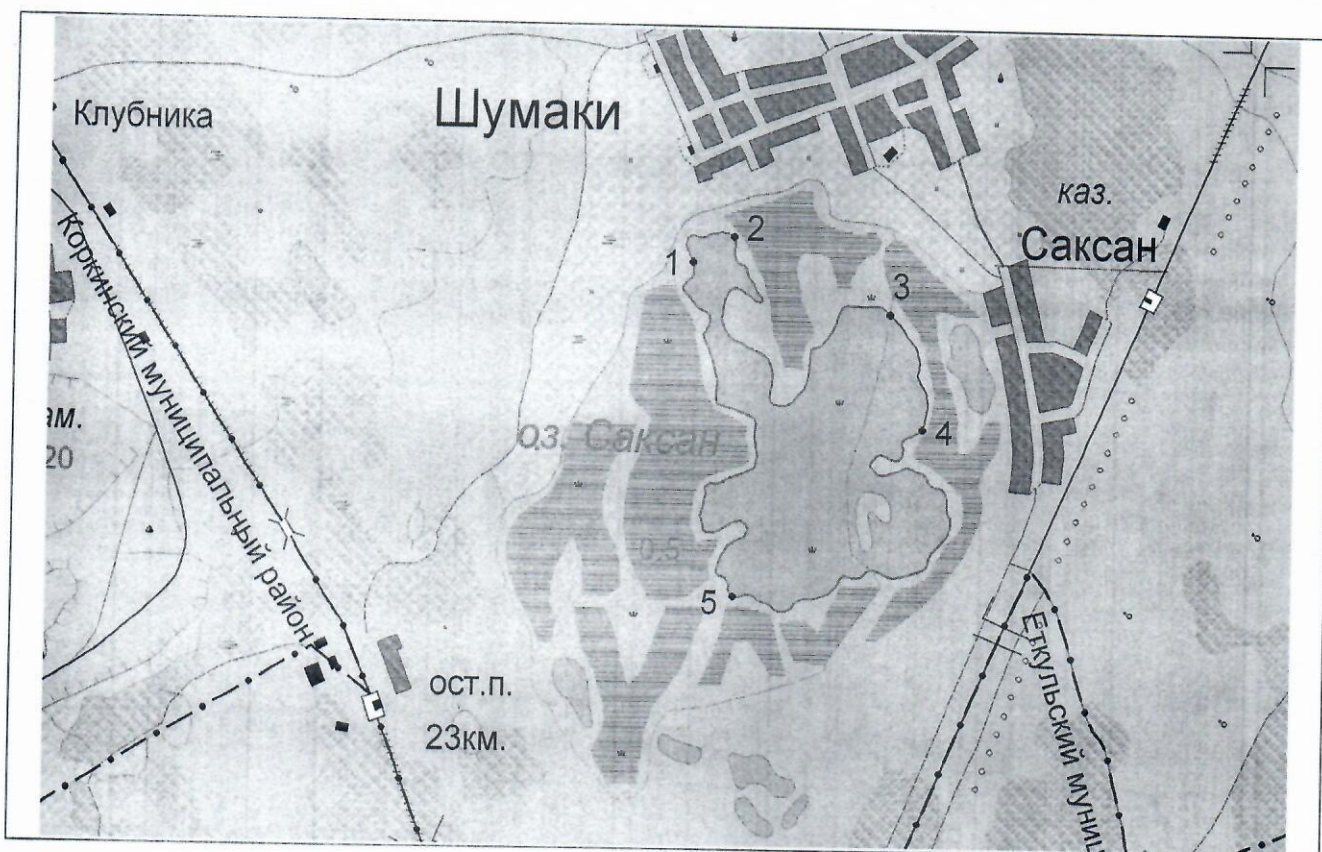 Клубника
Шумаки
каз.
Саксан
Коркинский муниципальный район
2
1
3
4
ам.
20
оз. Саксан
0.5
5
ост.п.
23км.
Еткульский муниц